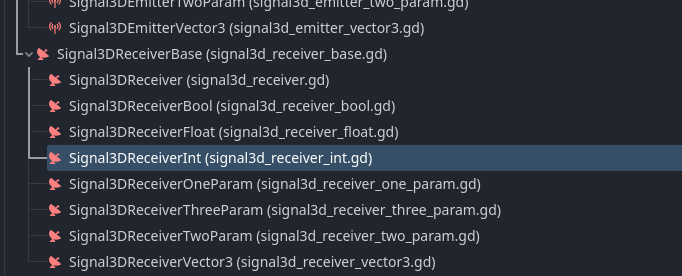 Signal3DEmitterTwoParam (signal3d_emitter_two_param.gd)
Signal3DEmitterVector3 (signal3d_emitter_vector3.gd)
Signal3DReceiverBase (signal3d_receiver_base.gd)
Signal3DReceiver (signal3d_receiver.gd)
Signal3DReceiverBool (signal3d_receiver_bool.gd)
Signal3DReceiverFloat (signal3d_receiver_float.gd)
Signal3DReceiverInt (signal3d_receiver_int.gd)
Signal3DReceiverOneParam (signal3d_receiver_one_param.gd)
Signal3DReceiverThreeParam (signal3d_receiver_three_param.gd)
Signal3DReceiverTwoParam (signal3d_receiver_two_param.gd)
Signal3DReceiverVector3 (signal3d_receiver_vector3.gd)